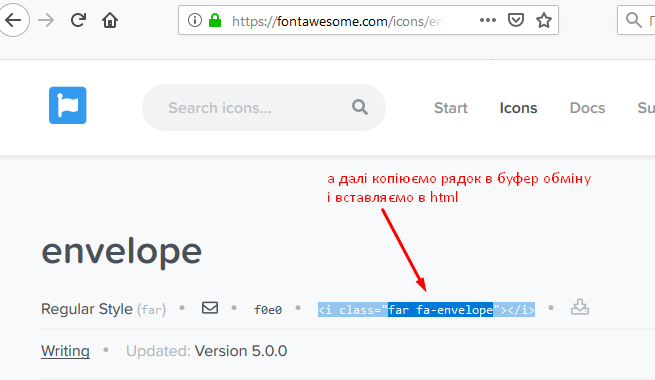 https://fontawesome.com/icons/en
Search icons...
Start Icons Docs Su
а далі копіюємо рядок в буфер обміну
і вставляємо в html
envelope
Regular Style (far) • • f0e0 • <i class="far fa-envelope"></i> •
Writing • Updated: Version 5.0.0